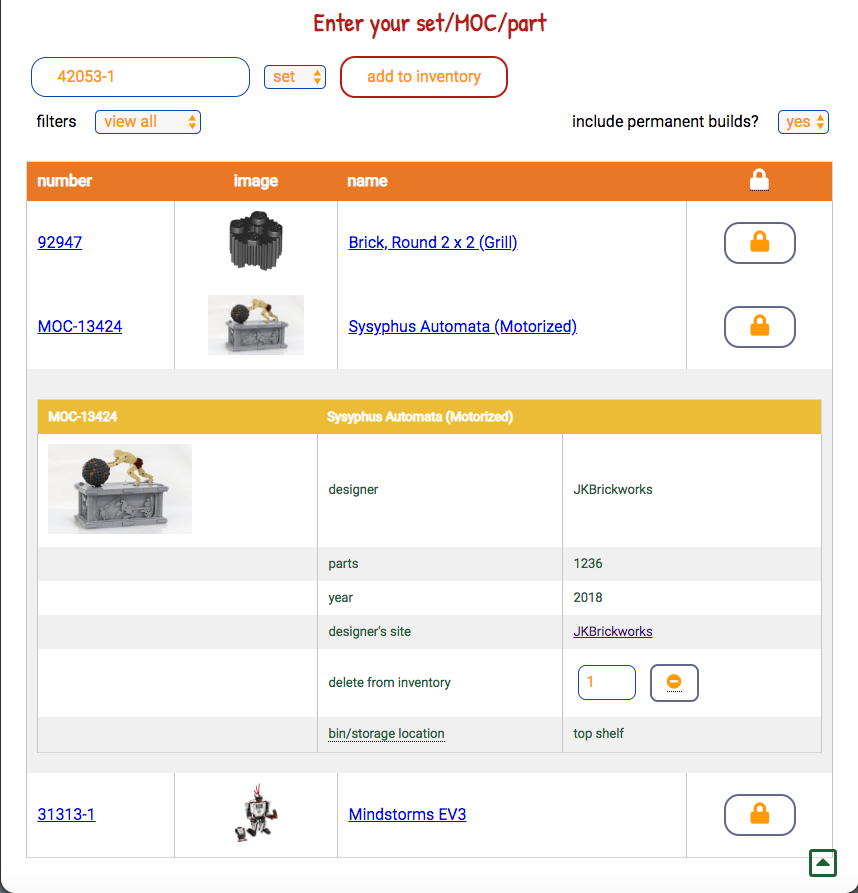 Enter your set/MOC/part
42053-1 set add to inventory
filters view all include permanent builds? yes
number image name
92947 Brick, Round 2 x 2 (Grill)
MOC-13424 Sysyphus Automata (Motorized)
MOC-13424 Sysyphus Automata (Motorized)
designer JKBrickworks
parts 1236
year 2018
designer's site JKBrickworks
delete from inventory 1
bin/storage location top shelf
31313-1 Mindstorms EV3